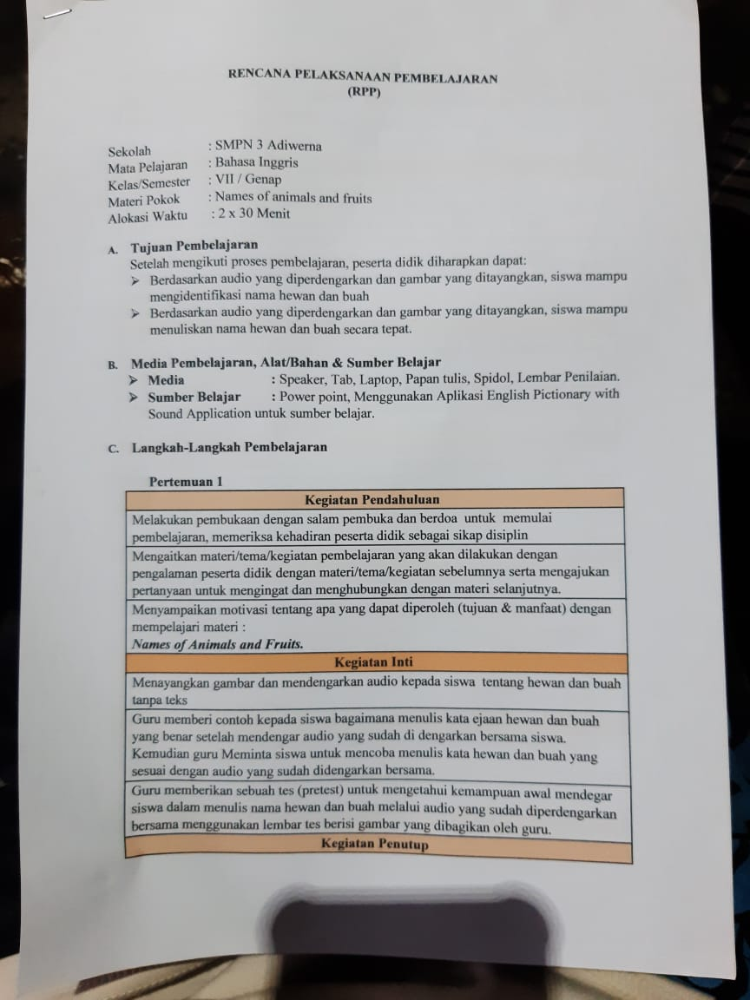 RENCANA PELAKSANAAN PEMBELAJARAN
(RPP)
Sekolah : SMPN 3 Adiwerna
Mata Pelajaran : Bahasa Inggris
Kelas/Semester : VII / Genap
Materi Pokok : Names of animals and fruits
Alokasi Waktu : 2 x 30 Menit
A. Tujuan Pembelajaran
Setelah mengikuti proses pembelajaran, peserta didik diharapkan dapat:
➢ Berdasarkan audio yang diperdengarkan dan gambar yang ditayangkan, siswa mampu
mengidentifikasi nama hewan dan buah
➢ Berdasarkan audio yang diperdengarkan dan gambar yang ditayangkan, siswa mampu
menuliskan nama hewan dan buah secara tepat.
B. Media Pembelajaran, Alat/Bahan & Sumber Belajar
➢ Media : Speaker, Tab, Laptop, Papan tulis, Spidol, Lembar Penilaian.
➢ Sumber Belajar : Power point, Menggunakan Aplikasi English Pictionary with
Sound Application untuk sumber belajar.
C. Langkah-Langkah Pembelajaran
Pertemuan 1
Kegiatan Pendahuluan
Melakukan pembukaan dengan salam pembuka dan berdoa untuk memulai
pembelajaran, memeriksa kehadiran peserta didik sebagai sikap disiplin
Mengaitkan materi/tema/kegiatan pembelajaran yang akan dilakukan dengan
pengalaman peserta didik dengan materi/tema/kegiatan sebelumnya serta mengajukan
pertanyaan untuk mengingat dan menghubungkan dengan materi selanjutnya.
Menyampaikan motivasi tentang apa yang dapat diperoleh (tujuan & manfaat) dengan
mempelajari materi :
Names of Animals and Fruits.
Kegiatan Inti
Menayangkan gambar dan mendengarkan audio kepada siswa tentang hewan dan buah
tanpa teks
Guru memberi contoh kepada siswa bagaimana menulis kata ejaan hewan dan buah
yang benar setelah mendengar audio yang sudah di dengarkan bersama siswa.
Kemudian guru Meminta siswa untuk mencoba menulis kata hewan dan buah yang
sesuai dengan audio yang sudah didengarkan bersama.
Guru memberikan sebuah tes (pretest) untuk mengetahui kemampuan awal mendegar
siswa dalam menulis nama hewan dan buah melalui audio yang sudah diperdengarkan
bersama menggunakan lembar tes berisi gambar yang dibagikan oleh guru.
Kegiatan Penutup